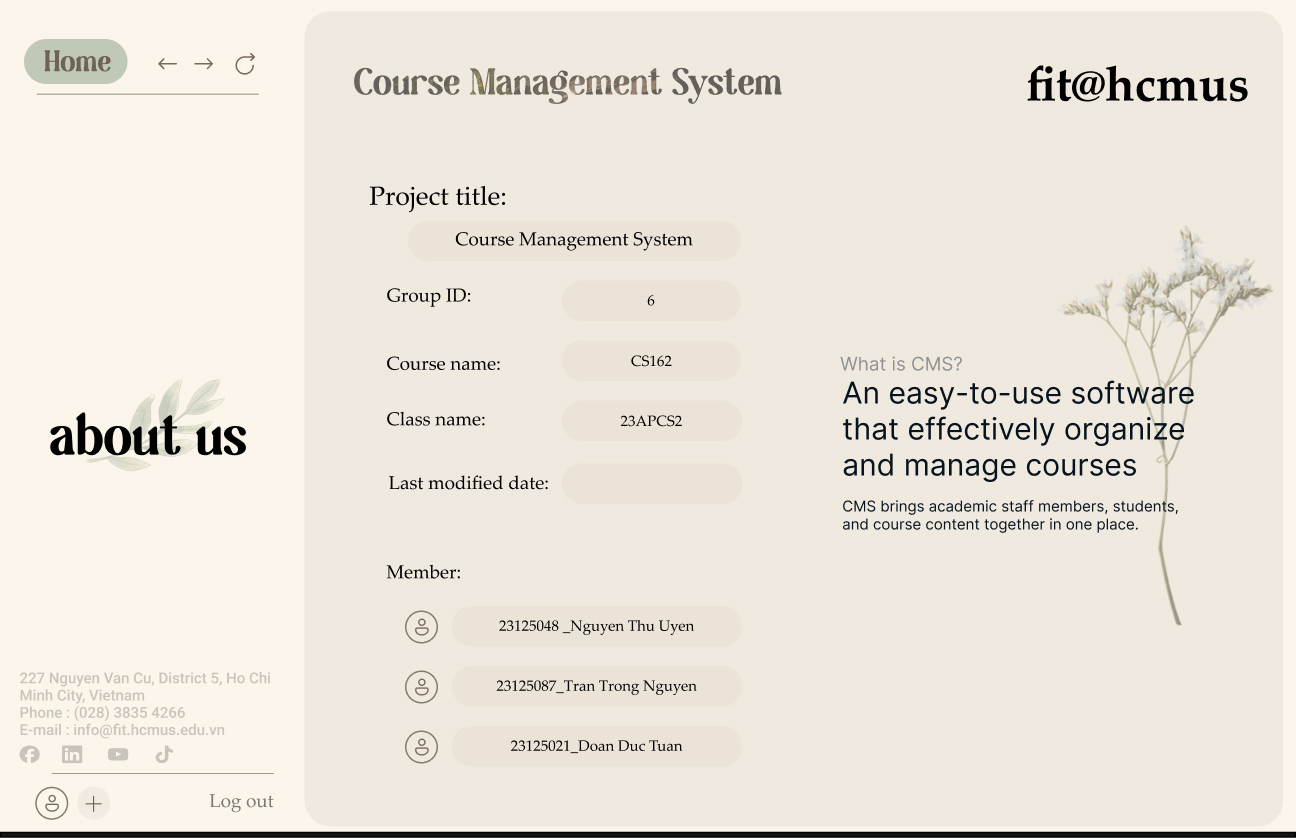 Home
Course Management System
fit@hcmus
Project title:
Course Management System
Group ID:
6
Course name:
CS162
Class name:
23APCS2
Last modified date:
Member:
23125048 _Nguyen Thu Uyen
23125087_Tran Trong Nguyen
23125021_Doan Duc Tuan
What is CMS?
An easy-to-use software
that effectively organize
and manage courses
CMS brings academic staff members, students,
and course content together in one place.
about us
227 Nguyen Van Cu, District 5, Ho Chi
Minh City, Vietnam
Phone : (028) 3835 4266
E-mail : info@fit.hcmus.edu.vn
Log out